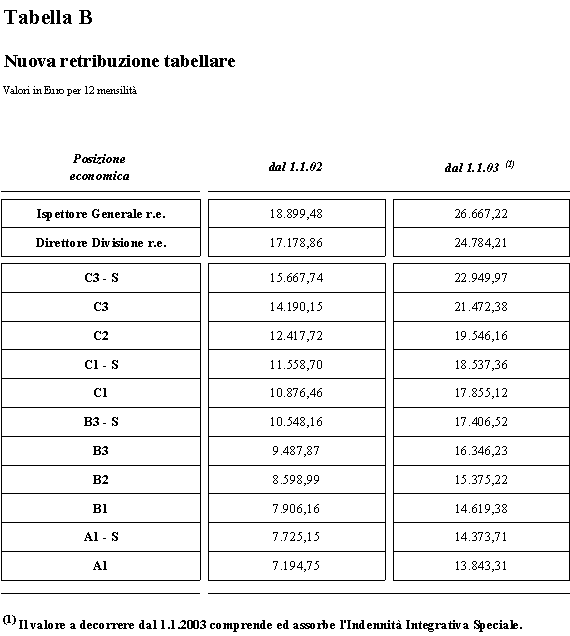 Tabella B
Nuova retribuzione tabellare
Valori in Euro per 12 mensilità
Posizione
economica dal 1.1.02 dal 1.1.03 (1)
Ispettore Generale r.e. 18.899,48 26.667,22
Direttore Divisione r.e. 17.178,86 24.784,21
C3 - S 15.667,74 22.949,97
C3 14.190,15 21.472,38
C2 12.417,72 19.546,16
C1 - S 11.558,70 18.537,36
C1 10.876,46 17.855,12
B3 - S 10.548,16 17.406,52
B3 9.487,87 16.346,23
B2 8.598,99 15.375,22
B1 7.906,16 14.619,38
A1 - S 7.725,15 14.373,71
A1 7.194,75 13.843,31
(1) Il valore a decorrere dal 1.1.2003 comprende ed assorbe l'Indennità Integrativa Speciale.